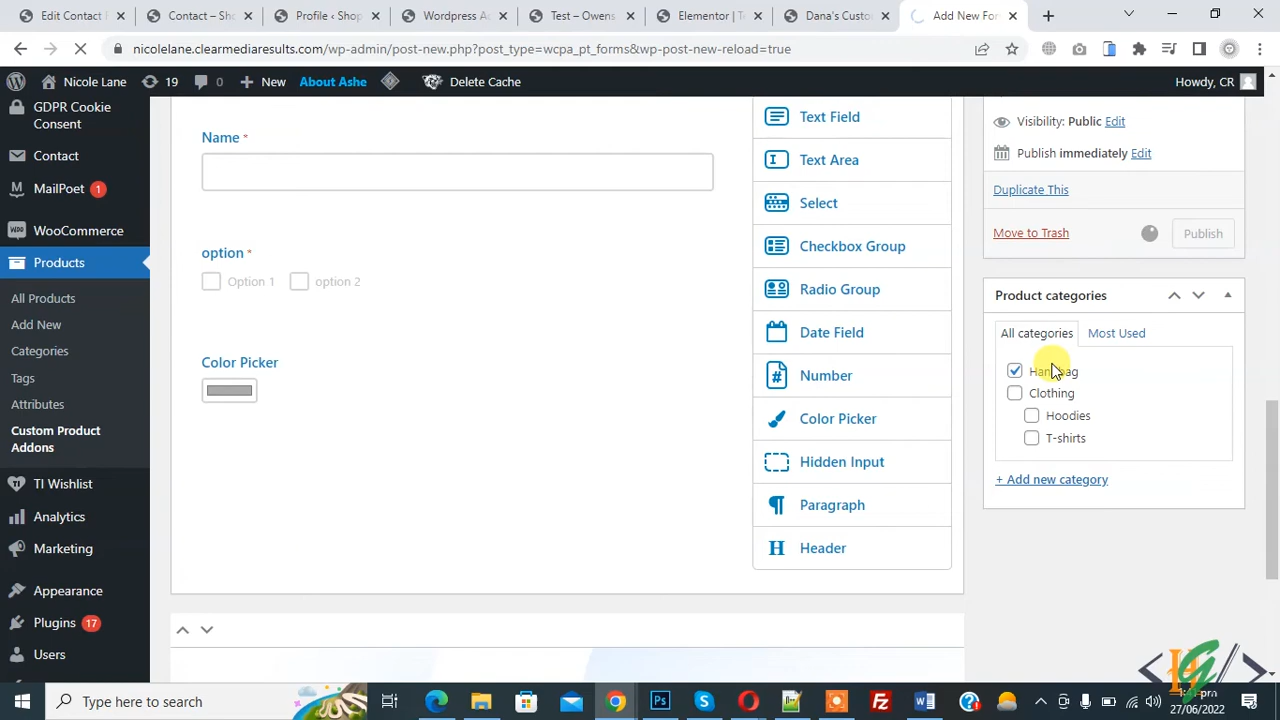 Edit Contact F
Contact – Sho
Profile ‹ Shop
Wordpress As
Test – Owens
Elementor | T
Dana's Custo
Add New For
nicolelane.clearmediaresults.com/wp-admin/post-new.php?post_type=wcpa_pt_forms&wp-post-new-reload=true
Nicole Lane
19
0
New
About Ashe
Delete Cache
Howdy, CR
GDPR Cookie
Consent
Contact
MailPoet 1
WooCommerce
Products
All Products
Add New
Categories
Tags
Attributes
Custom Product
Addons
TI Wishlist
Analytics
Marketing
Appearance
Plugins 17
Users
Name *
option *
Option 1
option 2
Color Picker
Text Field
Text Area
Select
Checkbox Group
Radio Group
Date Field
Number
Color Picker
Hidden Input
Paragraph
Header
Visibility: Public Edit
Publish immediately Edit
Duplicate This
Move to Trash
Publish
Product categories
All categories
Most Used
Clothing
Hoodies
T-shirts
+ Add new category
Type here to search
27/06/2022